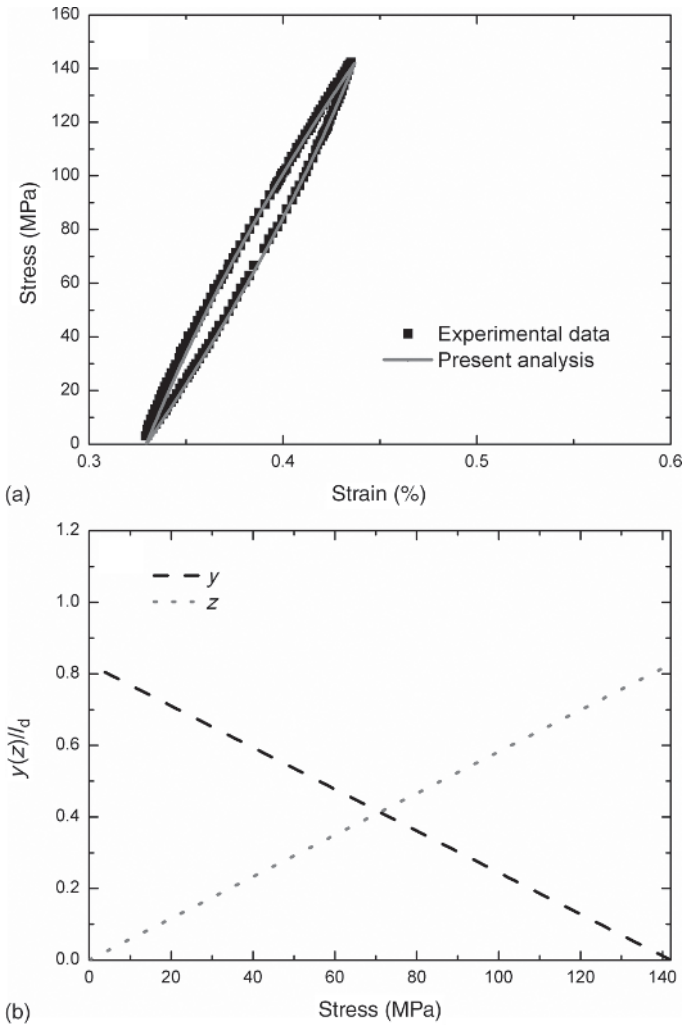 160
140
120
100
80
60
40
20
0
Stress (MPa)
Experimental data
Present analysis
0.3 0.4 0.5 0.6
(a)
Strain (%)
1.2
1.0
0.8
0.6
0.4
0.2
0.0
y(z)/l_d
y
z
0 20 40 60 80 100 120 140
(b)
Stress (MPa)